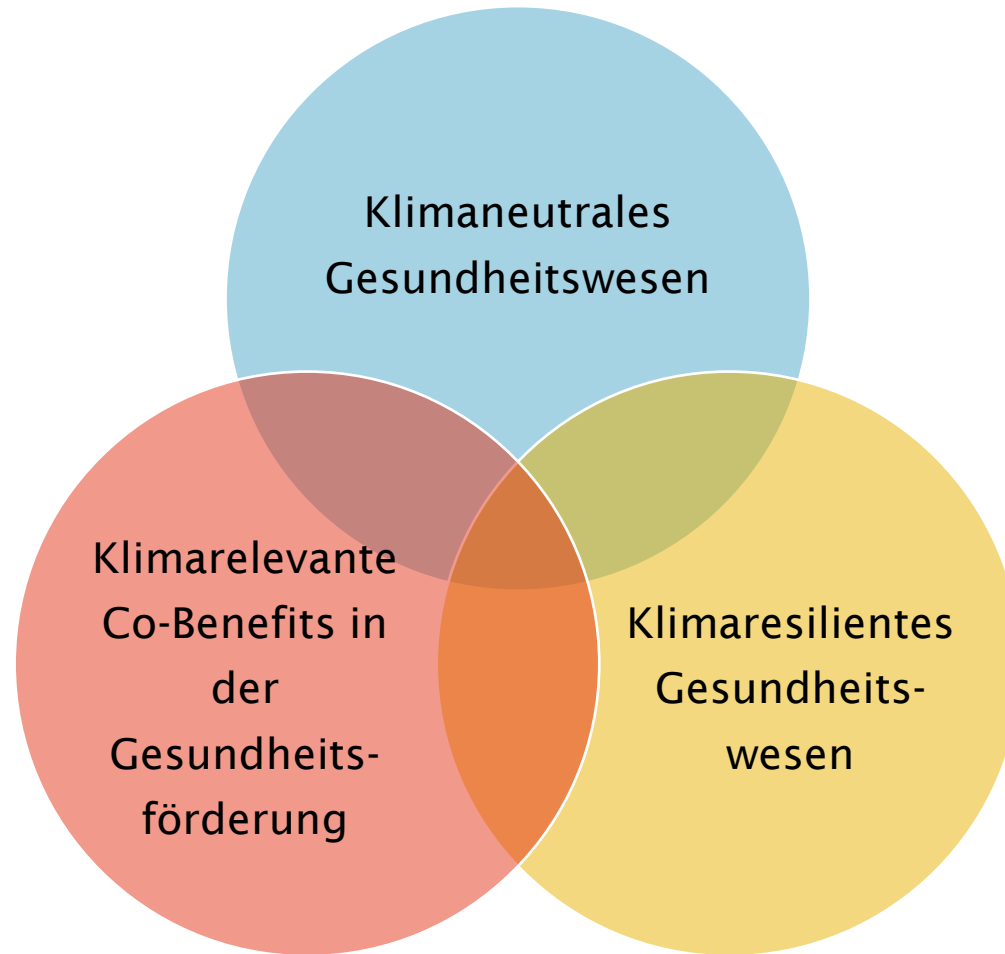 Klimaneutrales
Gesundheitswesen
Klimarelevante
Co-Benefits in
der
Gesundheits-
förderung
Klimaresilientes
Gesundheits-
wesen